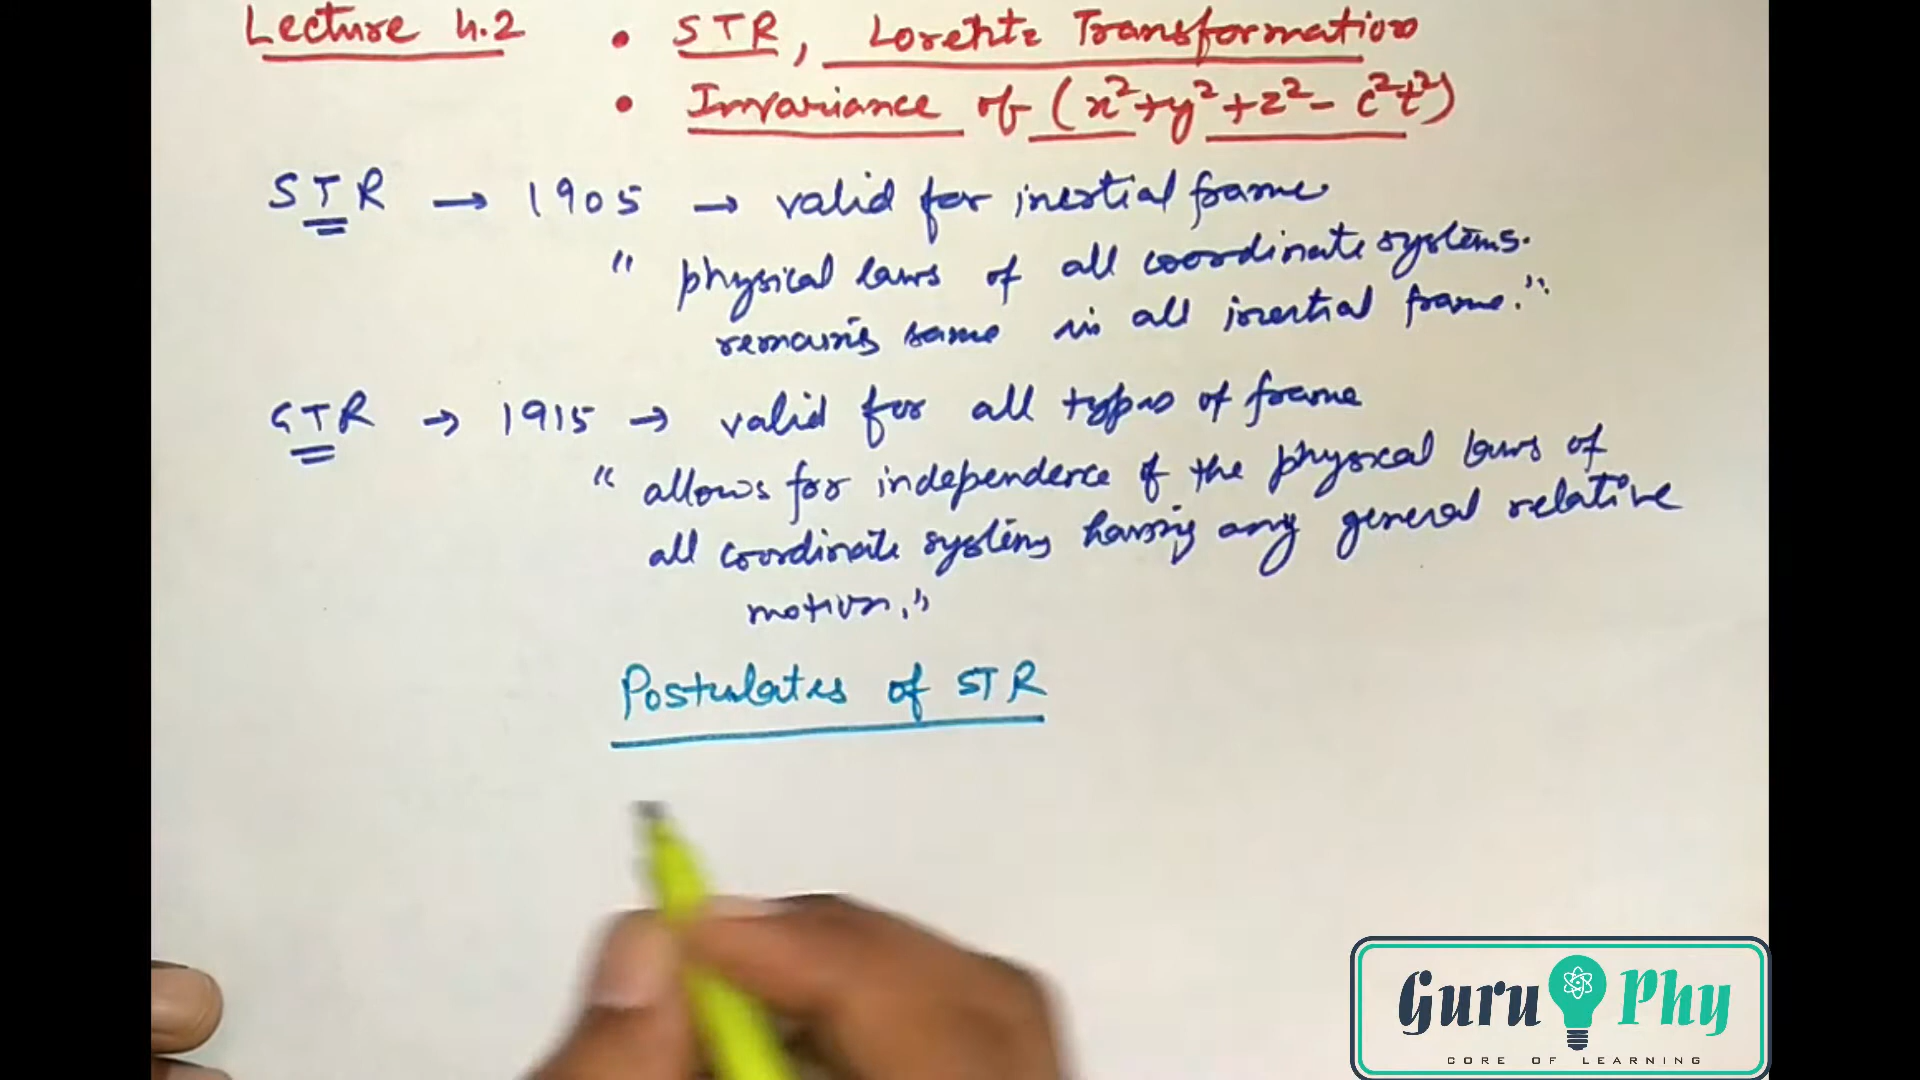 Lecture 4.2 • STR, Lorentz Transformation
• Invariance of (x²+y²+z²-c²t²)
STR → 1905 → valid for inertial frame
" physical laws of all coordinate systems.
remains same in all inertial frame."
GTR → 1915 → valid for all types of frame
" allows for independence of the physical laws of
all coordinate systems having any general relative
motion."
Postulates of STR
Guru Phy
CORE OF LEARNING